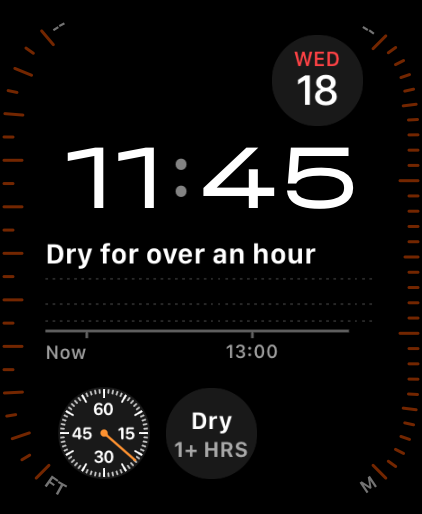 -- --
WED
18
11:45
Dry for over an hour
Now 13:00
60
45 15
30
Dry
1+ HRS
FT M